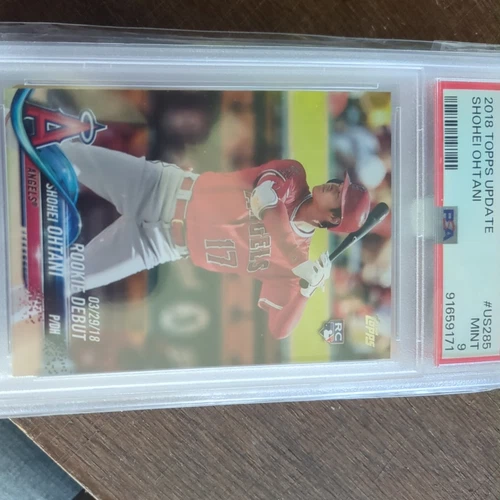 2018 TOPPS UPDATE
SHOHEI OHTANI
#US285
MINT 9
91659171
PSA
TOPPS
RC
ANGELS
17
A
ANGELS
SHOHEI OHTANI
P/DH
03/29/18
ROOKIE DEBUT